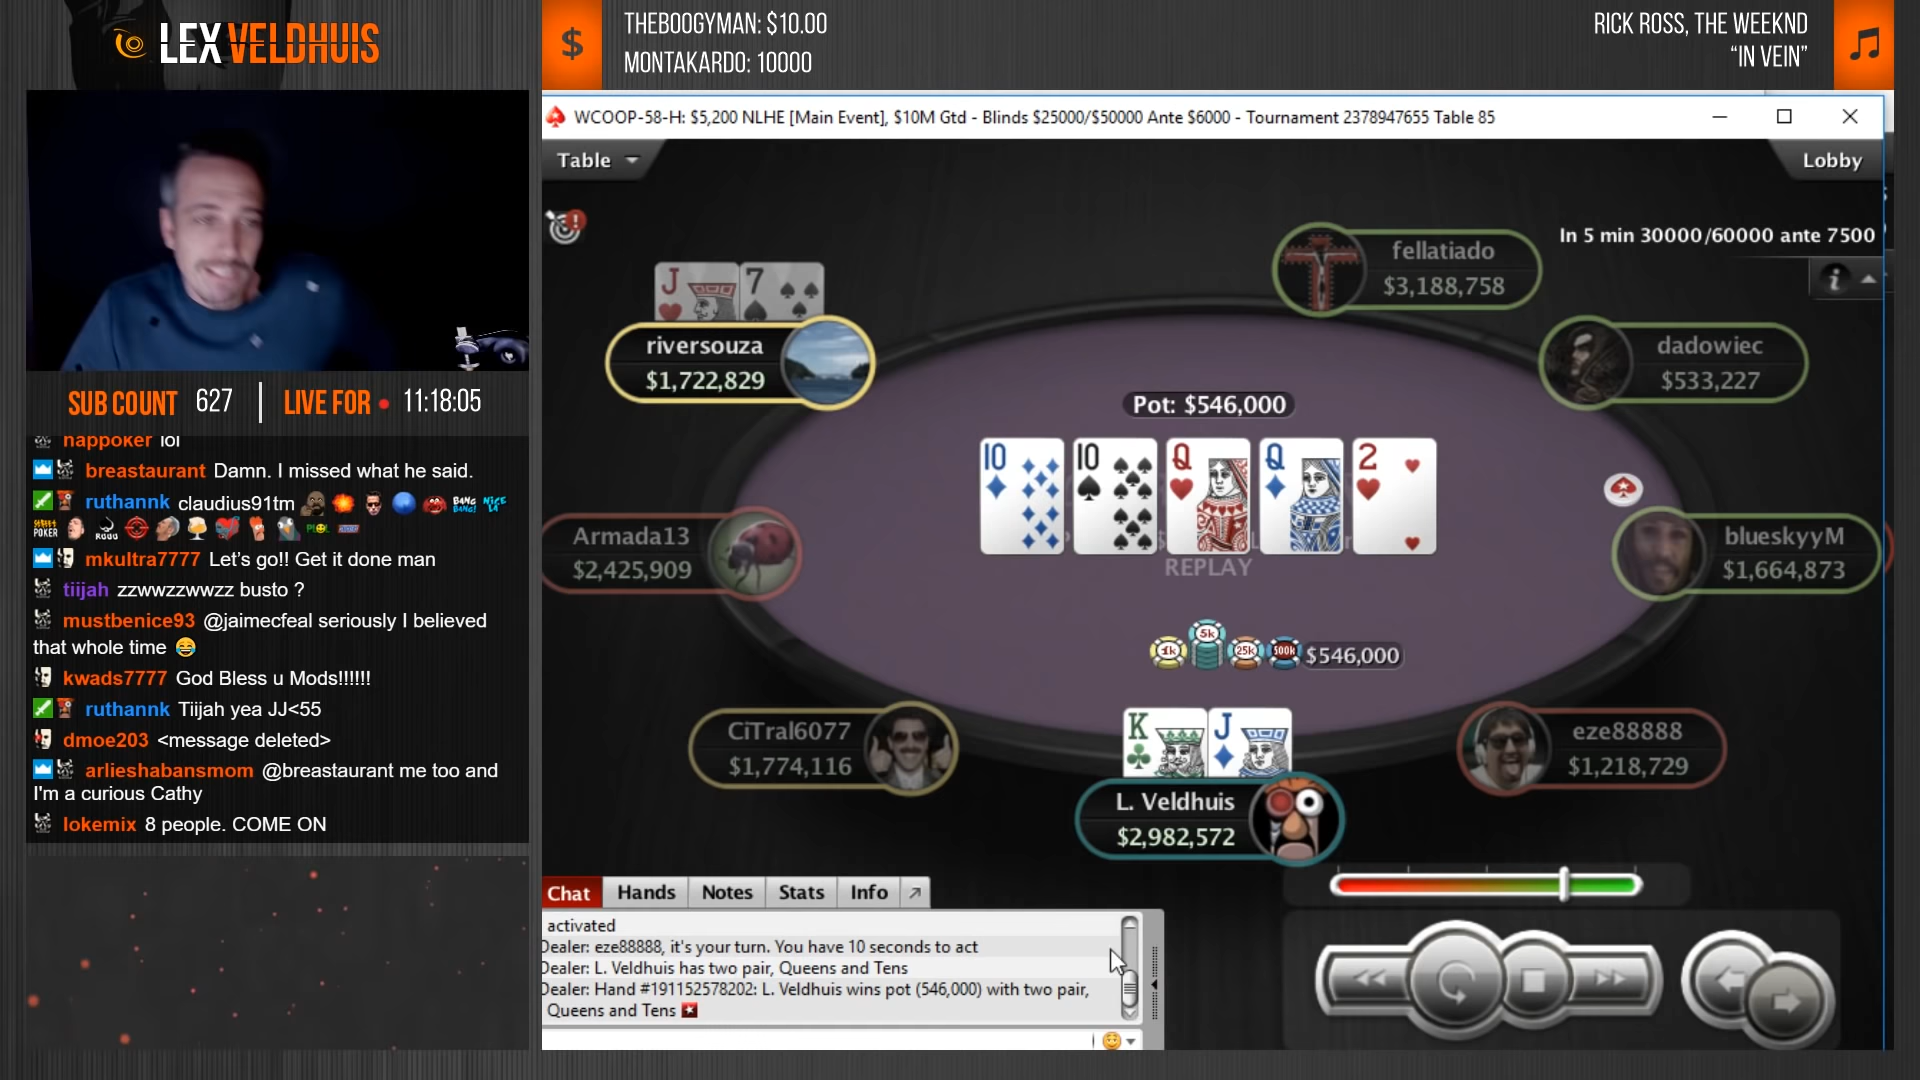 LEX VELDHUIS
$
THEBOOGYMAN: $10.00
MONTAKARDO: 10000
RICK ROSS, THE WEEKND
“IN VEIN”
WCOOP-58-H: $5,200 NLHE [Main Event], $10M Gtd - Blinds $25000/$50000 Ante $6000 - Tournament 2378947655 Table 85
Table
Lobby
In 5 min 30000/60000 ante 7500
i
fellatiado
$3,188,758
J 7
riversouza
$1,722,829
dadowiec
$533,227
Pot: $546,000
10 10 Q Q 2
REPLAY
Armada13
$2,425,909
blueskyyM
$1,664,873
1k 5k 25k 500k $546,000
K J
CiTral6077
$1,774,116
L. Veldhuis
$2,982,572
eze88888
$1,218,729
SUB COUNT 627 LIVE FOR 11:18:05
nappoker lol
breastaurant Damn. I missed what he said.
ruthannk claudius91tm
mkultra7777 Let's go!! Get it done man
tiijah zzwwzzwwzz busto ?
mustbenice93 @jaimecfeal seriously I believed
that whole time 😂
kwads7777 God Bless u Mods!!!!!!
ruthannk Tiijah yea JJ<55
dmoe203 <message deleted>
arlieshabansmom @breastaurant me too and
I'm a curious Cathy
lokemix 8 people. COME ON
Chat Hands Notes Stats Info
activated
Dealer: eze88888, it's your turn. You have 10 seconds to act
Dealer: L. Veldhuis has two pair, Queens and Tens
Dealer: Hand #191152578202: L. Veldhuis wins pot (546,000) with two pair,
Queens and Tens